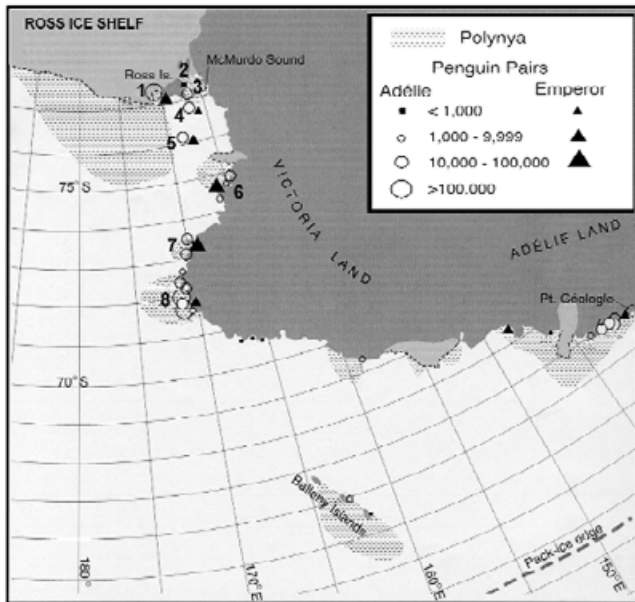 ROSS ICE SHELF
Ross Is.
McMurdo Sound
1
2
3
4
5
6
7
8
75° S
70° S
VICTORIA LAND
ADÉLIE LAND
Pt. Géologie
Balleny Islands
Pack-ice edge
180°
170° E
160° E
150° E
Polynya
Penguin Pairs
Adélie Emperor
< 1,000
1,000 - 9,999
10,000 - 100,000
>100.000